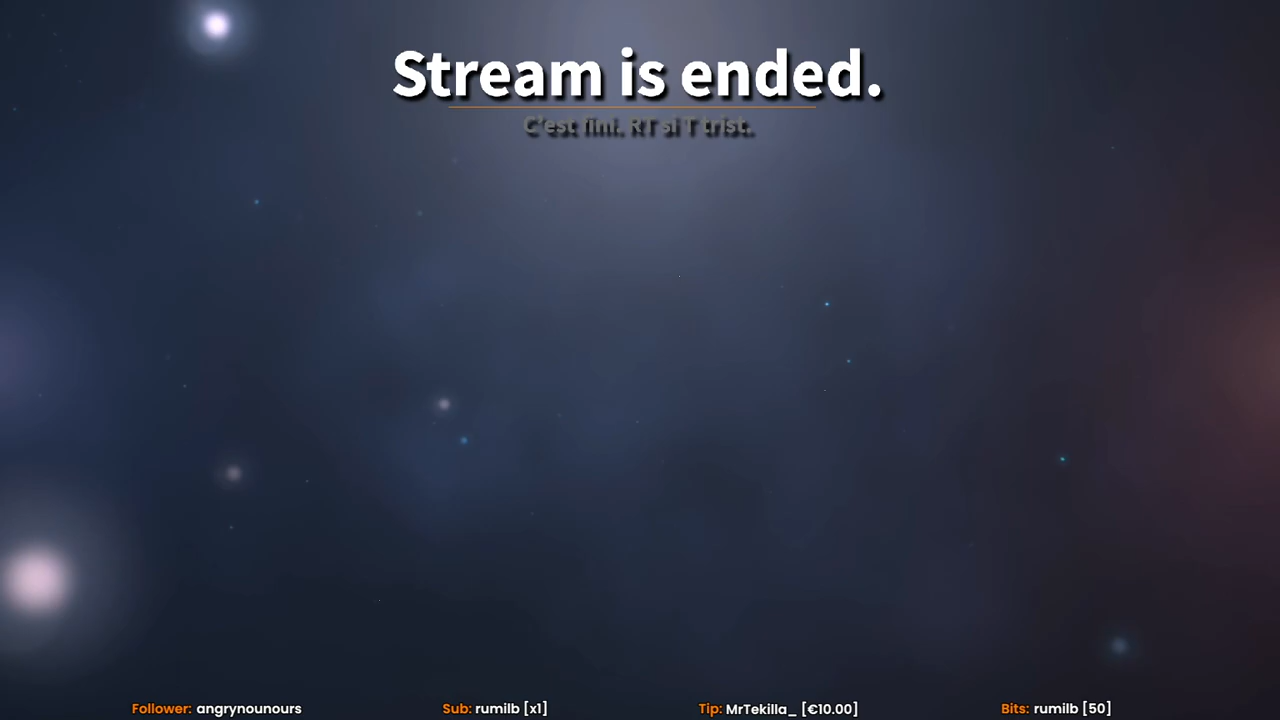 Stream is ended.
C'est fini. RT si T trist.
Follower: angrynounours
Sub: rumilb [x1]
Tip: MrTekilla_ [€10.00]
Bits: rumilb [50]